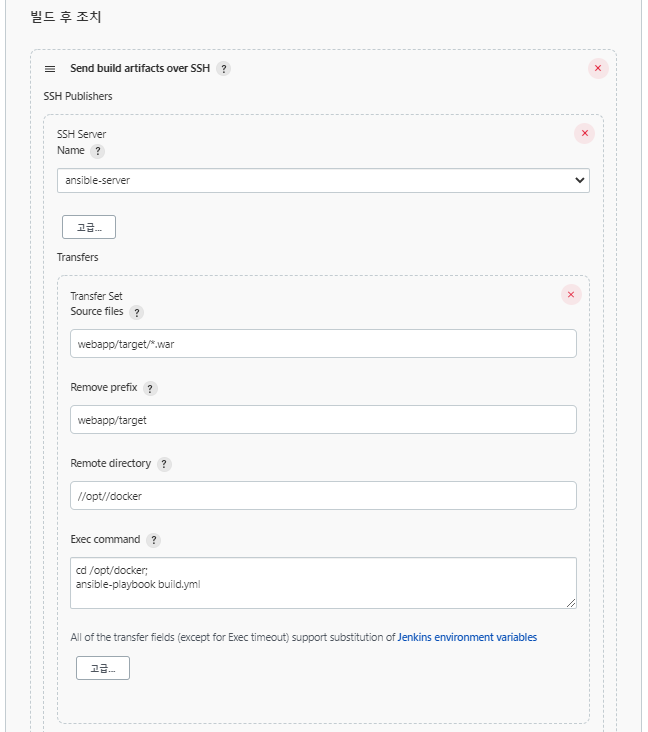 빌드 후 조치
Send build artifacts over SSH ?
SSH Publishers
SSH Server
Name ?
ansible-server
고급...
Transfers
Transfer Set
Source files ?
webapp/target/*.war
Remove prefix ?
webapp/target
Remote directory ?
//opt//docker
Exec command ?
cd /opt/docker;
ansible-playbook build.yml
All of the transfer fields (except for Exec timeout) support substitution of Jenkins environment variables
고급...